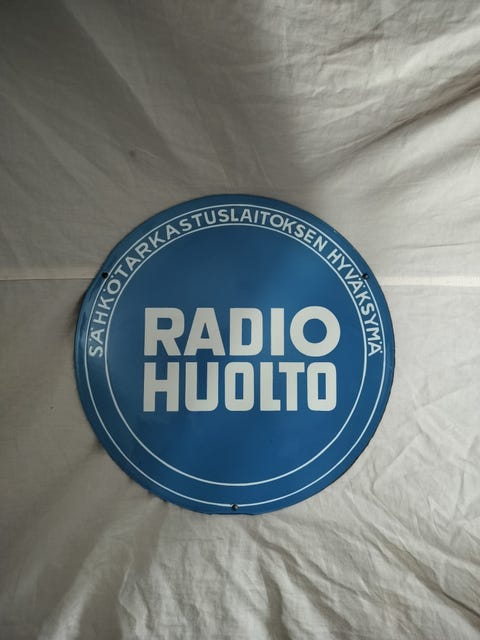 SÄHKÖTARKASTUSLAITOKSEN HYVÄKSYMÄ
RADIO
HUOLTO